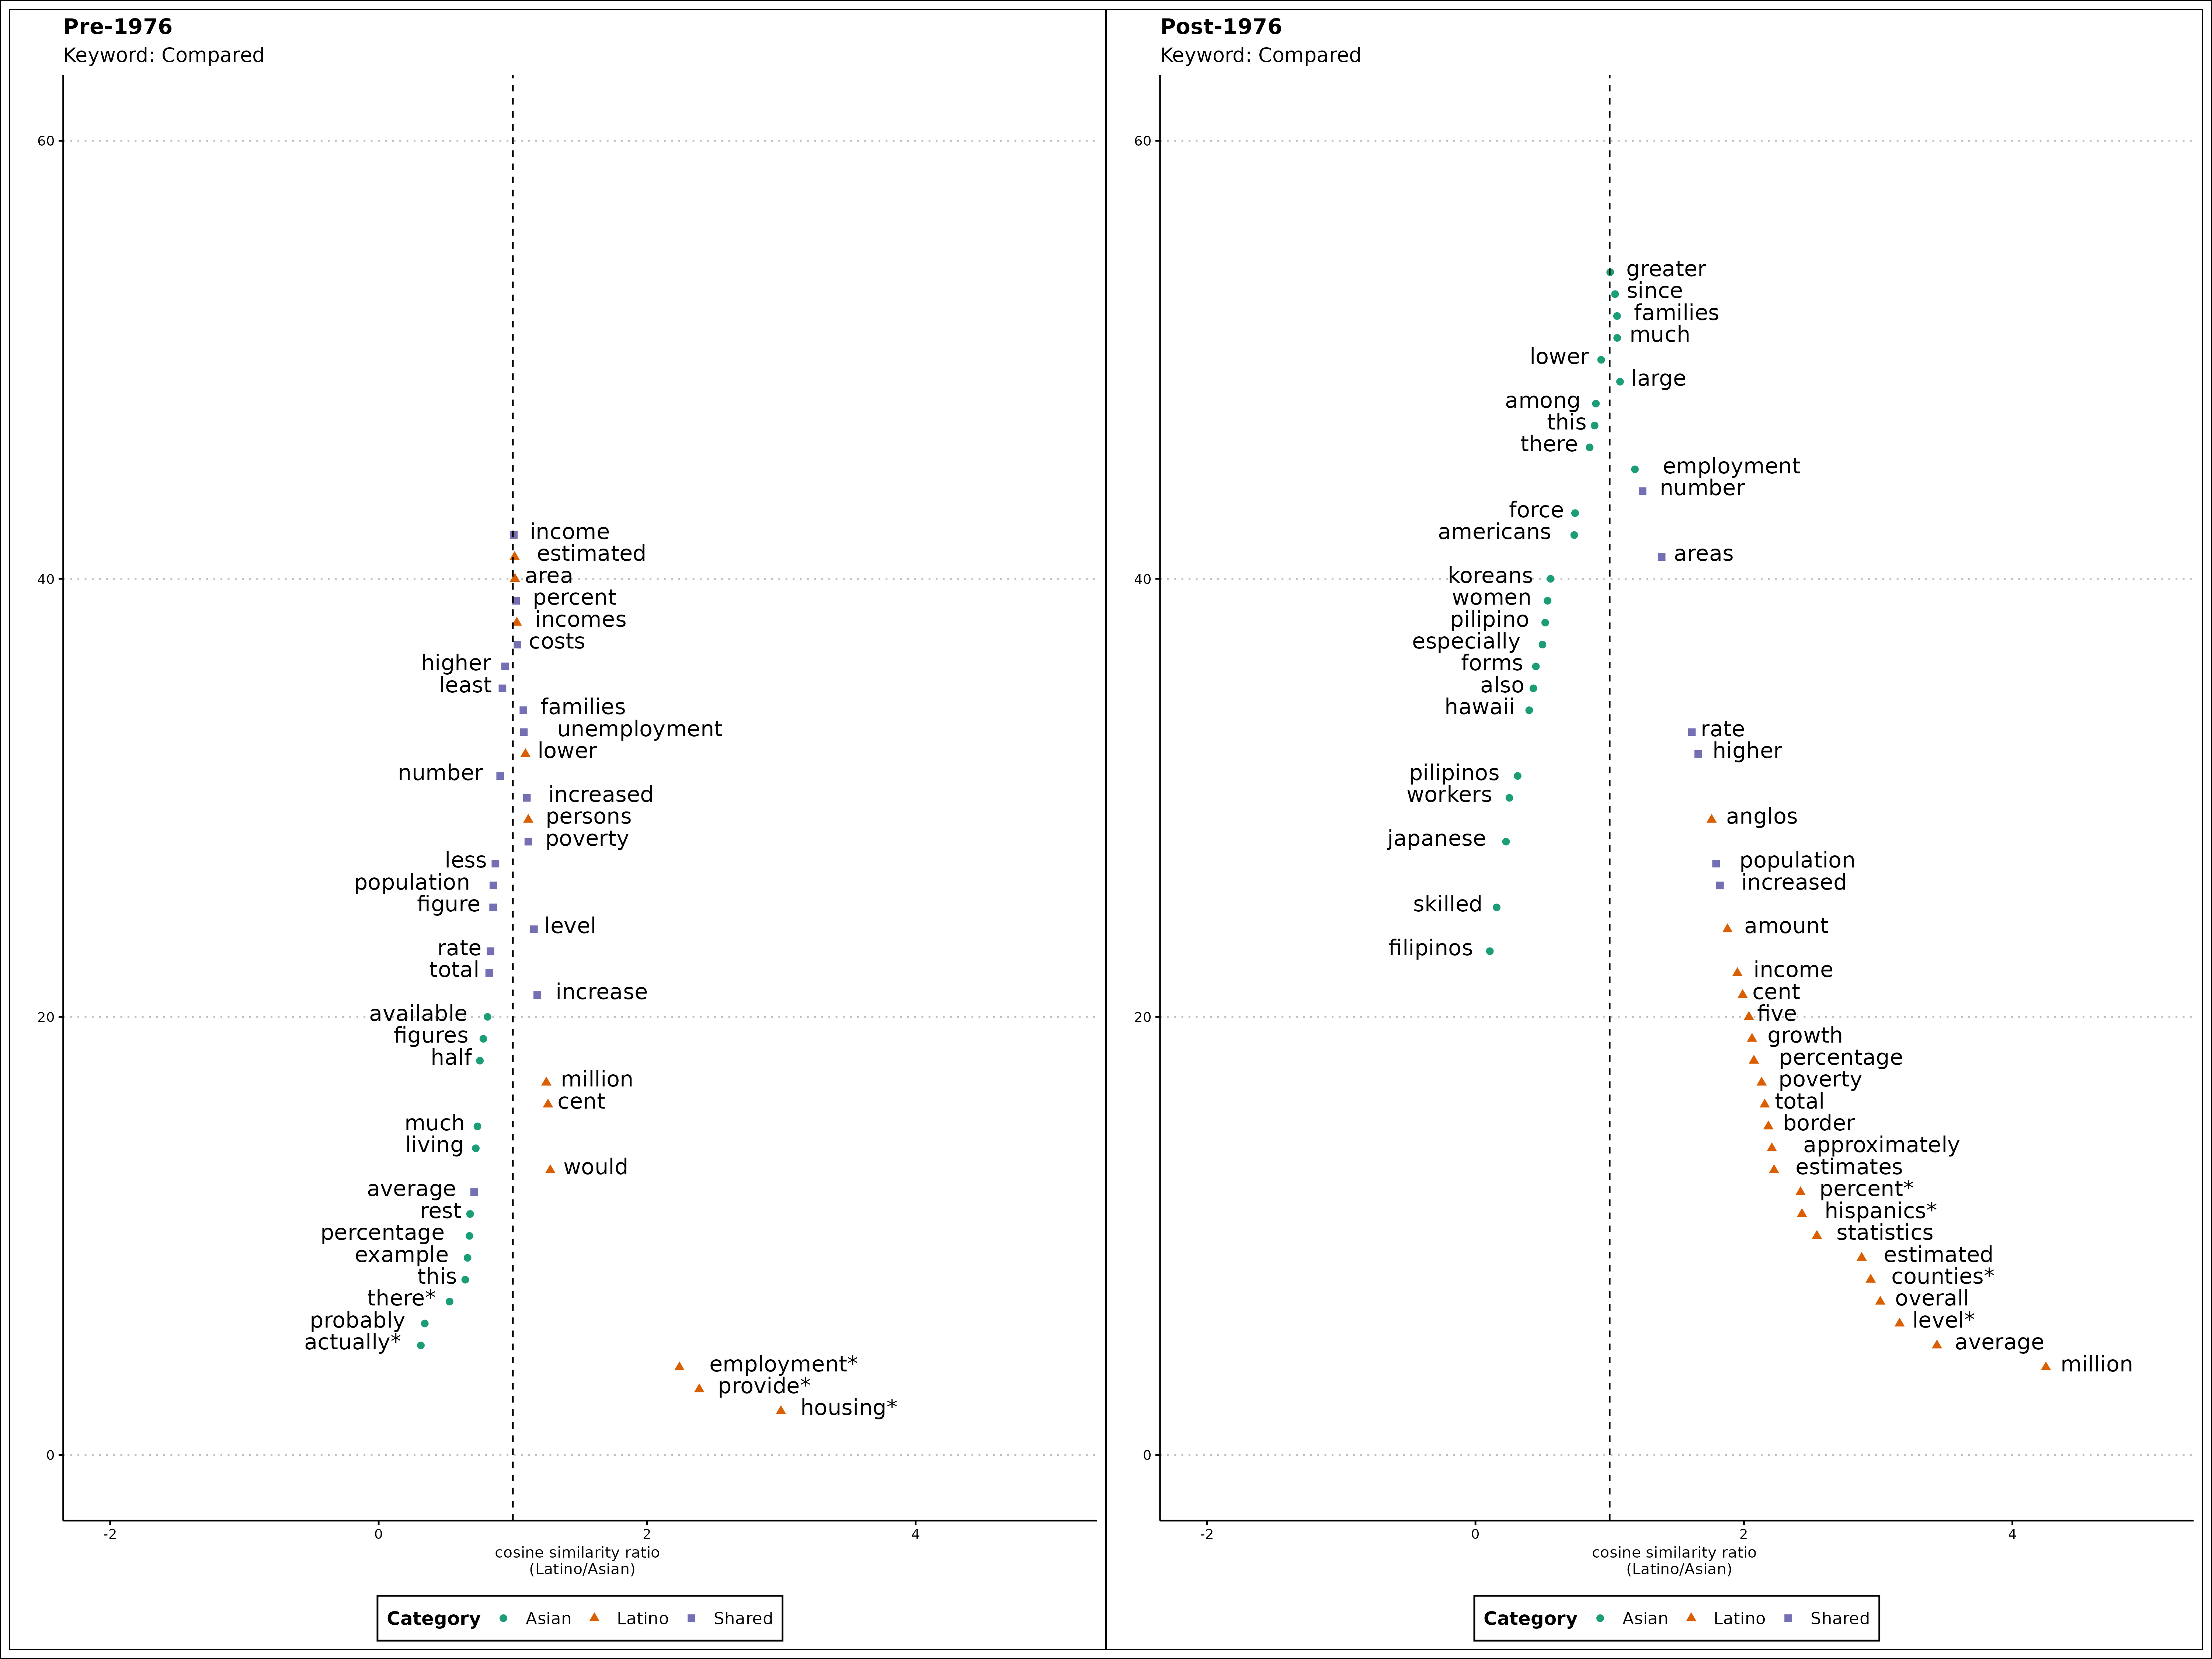 Pre-1976
Keyword: Compared
60
40
20
0
income
estimated
area
percent
incomes
costs
higher
least
families
unemployment
lower
number
increased
persons
poverty
less
population
figure
level
rate
total
increase
available
figures
half
million
cent
much
living
would
average
rest
percentage
example
this
there*
probably
actually*
employment*
provide*
housing*
-2
0
2
4
cosine similarity ratio
(Latino/Asian)
Category Asian Latino Shared
Post-1976
Keyword: Compared
60
40
20
0
greater
since
families
much
lower
large
among
this
there
employment
number
force
americans
areas
koreans
women
pilipino
especially
forms
also
hawaii
rate
higher
pilipinos
workers
anglos
japanese
population
increased
skilled
amount
filipinos
income
cent
five
growth
percentage
poverty
total
border
approximately
estimates
percent*
hispanics*
statistics
estimated
counties*
overall
level*
average
million
-2
0
2
4
cosine similarity ratio
(Latino/Asian)
Category Asian Latino Shared